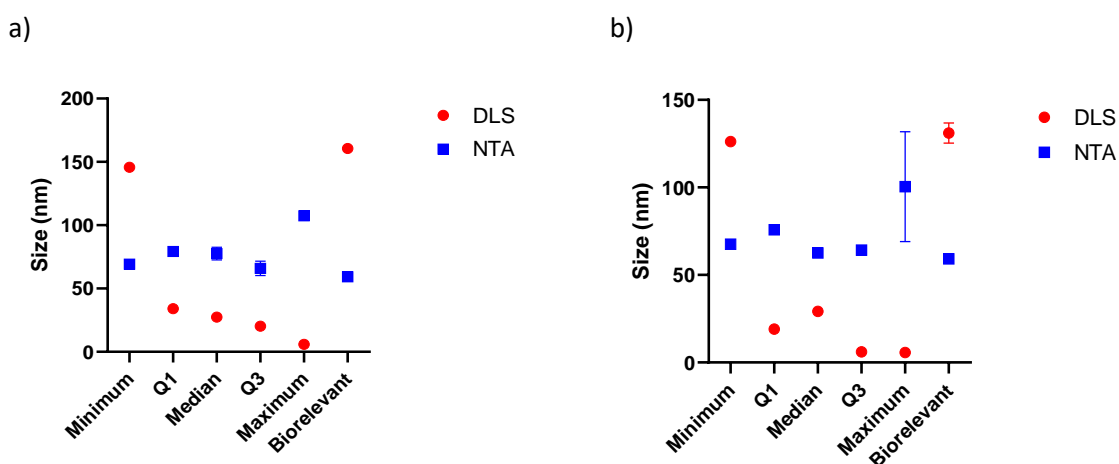 a)
200
150
100
50
0
Size (nm)
Minimum
Q1
Median
Q3
Maximum
Biorelevant
DLS
NTA
b)
150
100
50
0
Size (nm)
Minimum
Q1
Median
Q3
Maximum
Biorelevant
DLS
NTA